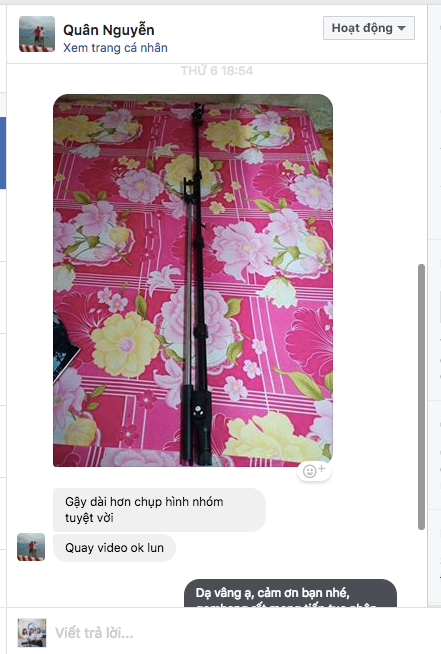 Quân Nguyễn
Hoạt động
Xem trang cá nhân
THỨ 6 18:54
Gậy dài hơn chụp hình nhóm
tuyệt vời
Quay video ok lun
Dạ vâng ạ, cảm ơn bạn nhé,
Viết trả lời...